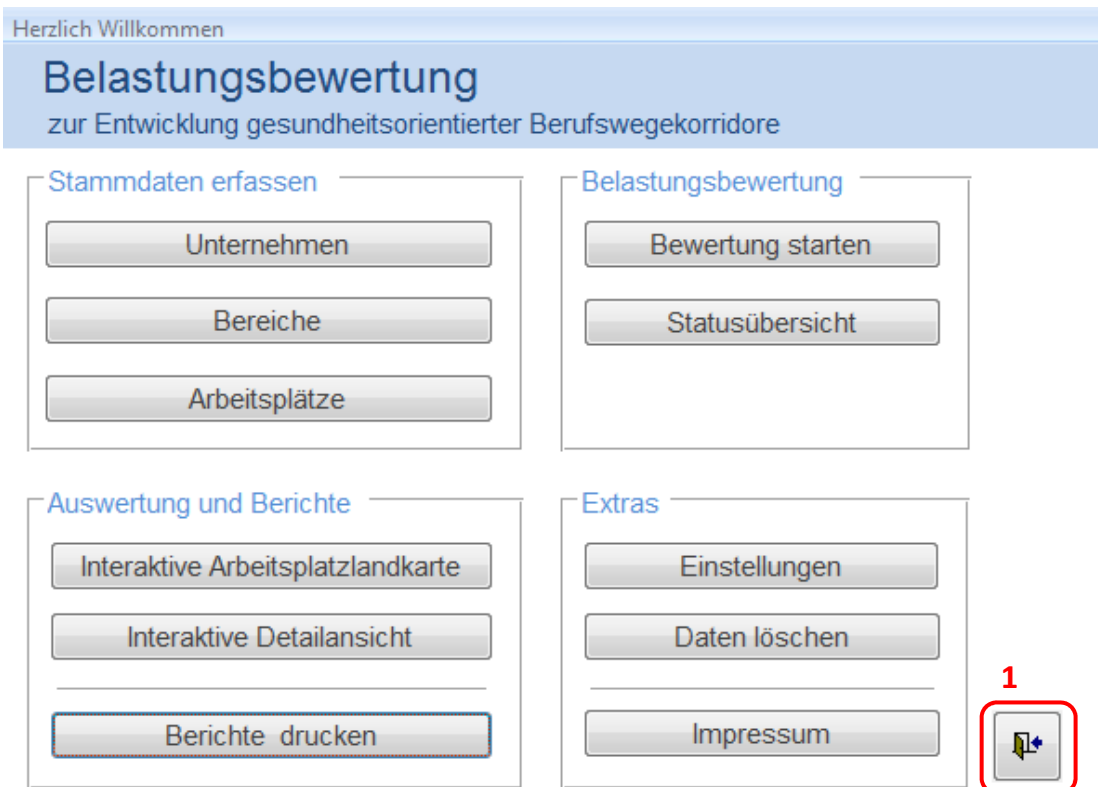 Herzlich Willkommen
Belastungsbewertung
zur Entwicklung gesundheitsorientierter Berufswegekorridore
Stammdaten erfassen
Unternehmen
Bereiche
Arbeitsplätze
Belastungsbewertung
Bewertung starten
Statusübersicht
Auswertung und Berichte
Interaktive Arbeitsplatzlandkarte
Interaktive Detailansicht
Berichte drucken
Extras
Einstellungen
Daten löschen
Impressum
1